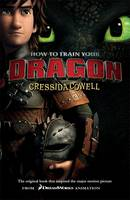 HOW TO TRAIN YOUR
DRAGON
CRESSIDA COWELL
The original book that inspired the major motion picture
FROM DREAMWORKS ANIMATION